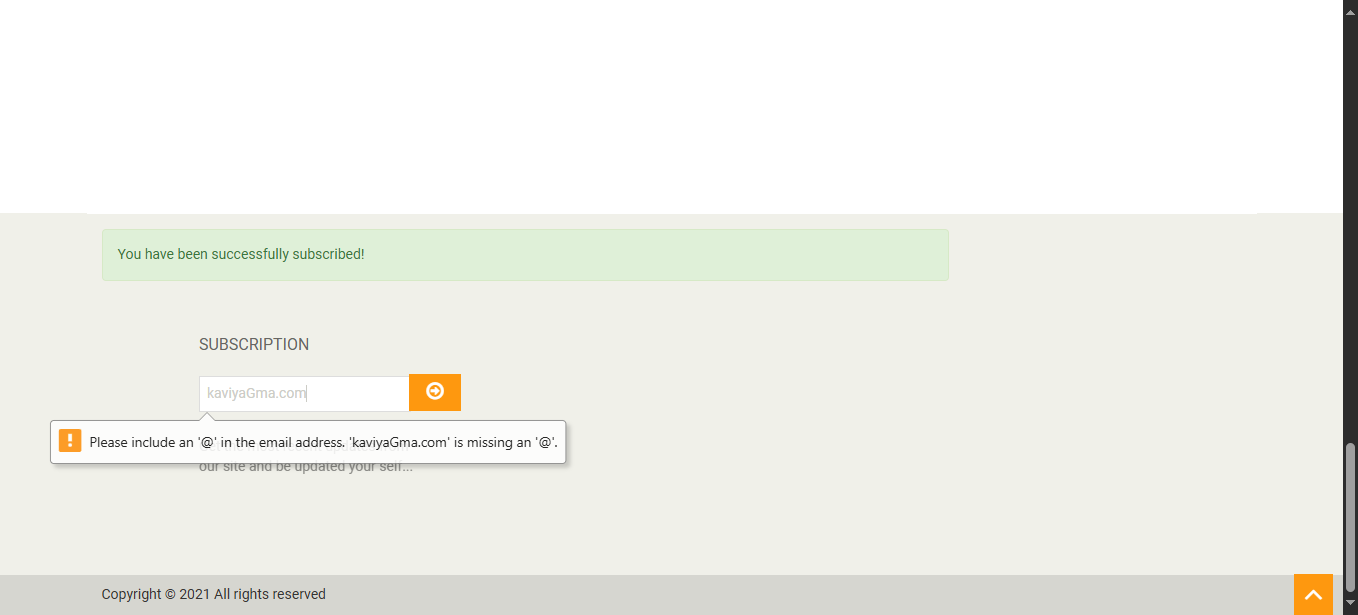 You have been successfully subscribed!
SUBSCRIPTION
kaviyaGma.com
Please include an '@' in the email address. 'kaviyaGma.com' is missing an '@'.
our site and be updated your self...
Copyright © 2021 All rights reserved